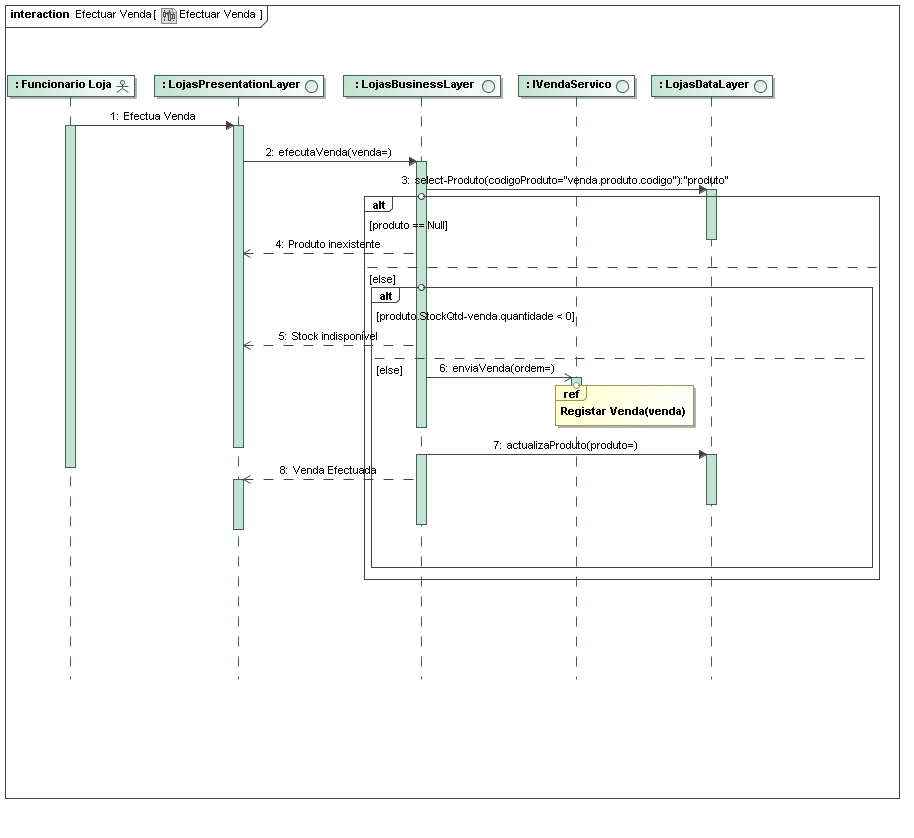 interaction Efectuar Venda [ Efectuar Venda ]
: Funcionario Loja
: LojasPresentationLayer
: LojasBusinessLayer
: IVendaServico
: LojasDataLayer
1: Efectua Venda
2: efecutaVenda(venda=)
3: select-Produto(codigoProduto="venda.produto.codigo"):"produto"
alt
[produto == Null]
4: Produto inexistente
[else]
alt
[produto.StockQtd-venda.quantidade < 0]
5: Stock indisponível
[else]
6: enviaVenda(ordem=)
ref
Registar Venda(venda)
7: actualizaProduto(produto=)
8: Venda Efectuada